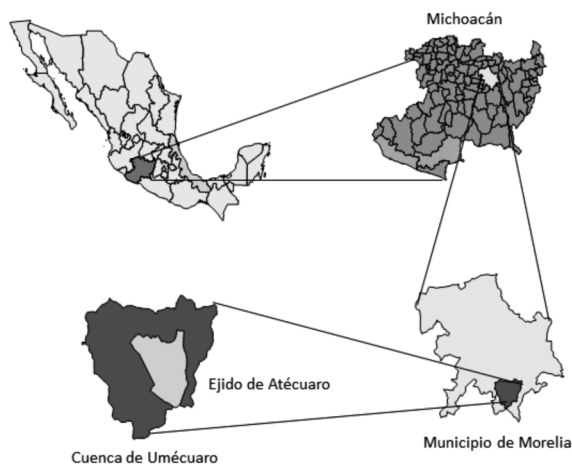 Michoacán
Ejido de Atécuaro
Municipio de Morelia
Cuenca de Umécuaro